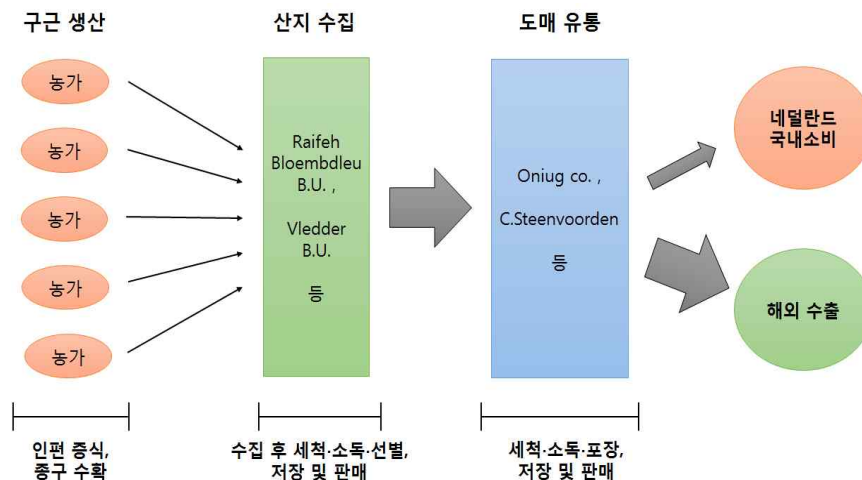 구근 생산
산지 수집
도매 유통
농가
농가
농가
농가
농가
Raifeh
Bloembdleu
B.U. ,
Vledder
B.U.
등
Oniug co. ,
C.Steenvoorden
등
네덜란드
국내소비
해외 수출
인편 증식,
종구 수확
수집 후 세척·소독·선별,
저장 및 판매
세척·소독·포장,
저장 및 판매